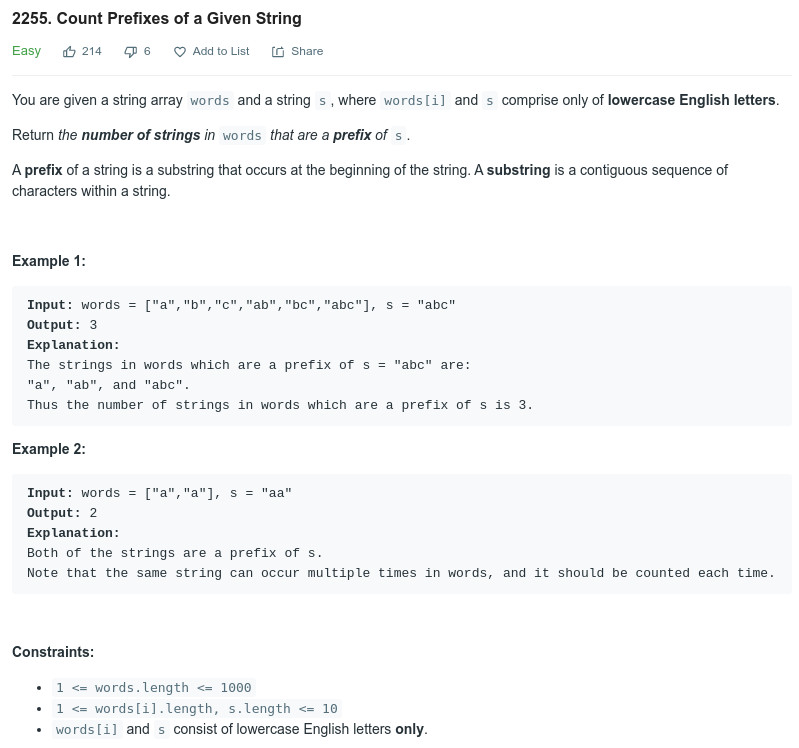 2255. Count Prefixes of a Given String
Easy 214 6 Add to List Share
You are given a string array words and a string s, where words[i] and s comprise only of lowercase English letters.
Return the number of strings in words that are a prefix of s.
A prefix of a string is a substring that occurs at the beginning of the string. A substring is a contiguous sequence of
characters within a string.
Example 1:
Input: words = ["a","b","c","ab","bc","abc"], s = "abc"
Output: 3
Explanation:
The strings in words which are a prefix of s = "abc" are:
"a", "ab", and "abc".
Thus the number of strings in words which are a prefix of s is 3.
Example 2:
Input: words = ["a","a"], s = "aa"
Output: 2
Explanation:
Both of the strings are a prefix of s.
Note that the same string can occur multiple times in words, and it should be counted each time.
Constraints:
• 1 <= words.length <= 1000
• 1 <= words[i].length, s.length <= 10
• words[i] and s consist of lowercase English letters only.